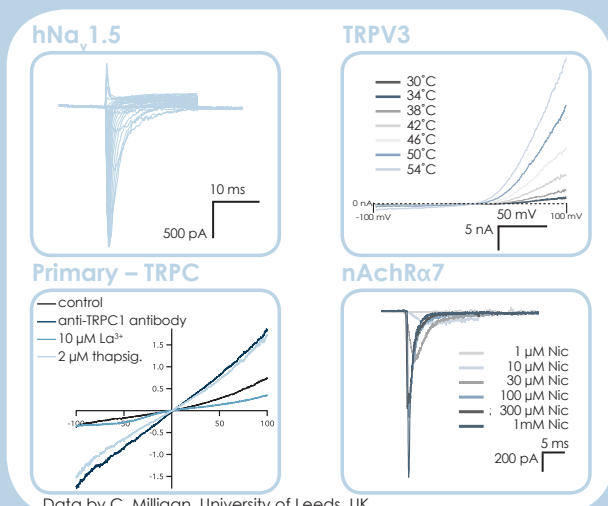 hNav1.5
10 ms
500 pA
TRPV3
30˚C
34˚C
38˚C
42˚C
46˚C
50˚C
54˚C
0 nA
-100 mV
50 mV
100 mV
5 nA
Primary – TRPC
control
anti-TRPC1 antibody
10 µM La³⁺
2 µM thapsig.
1.5
1.0
0.5
-100
-50
50
100
-0.5
-1.0
-1.5
nAchRα7
1 µM Nic
10 µM Nic
30 µM Nic
100 µM Nic
300 µM Nic
1mM Nic
5 ms
200 pA
Data by C. Milligan, University of Leeds, UK